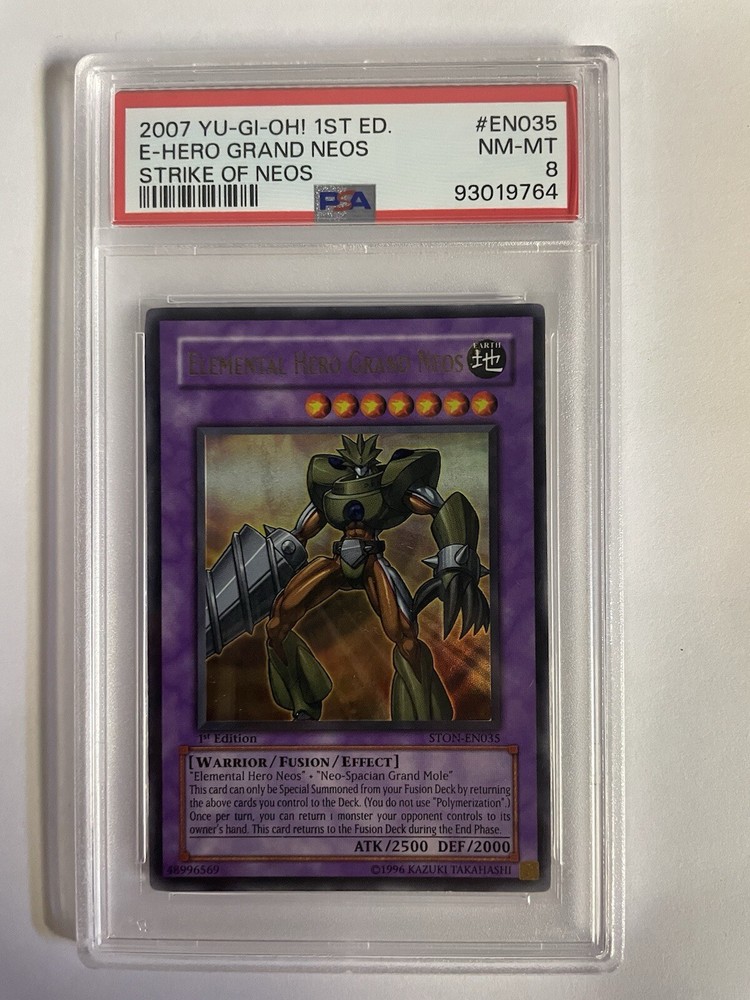 2007 YU-GI-OH! 1ST ED. #EN035
E-HERO GRAND NEOS NM-MT
STRIKE OF NEOS 8
PSA 93019764
ELEMENTAL HERO GRAND NEOS
EARTH
地
1st Edition STON-EN035
[WARRIOR/FUSION/EFFECT]
"Elemental Hero Neos" + "Neo-Spacian Grand Mole"
This card can only be Special Summoned from your Fusion Deck by returning
the above cards you control to the Deck. (You do not use "Polymerization".)
Once per turn, you can return 1 monster your opponent controls to its
owner's hand. This card returns to the Fusion Deck during the End Phase.
ATK/2500 DEF/2000
48996569 ©1996 KAZUKI TAKAHASHI